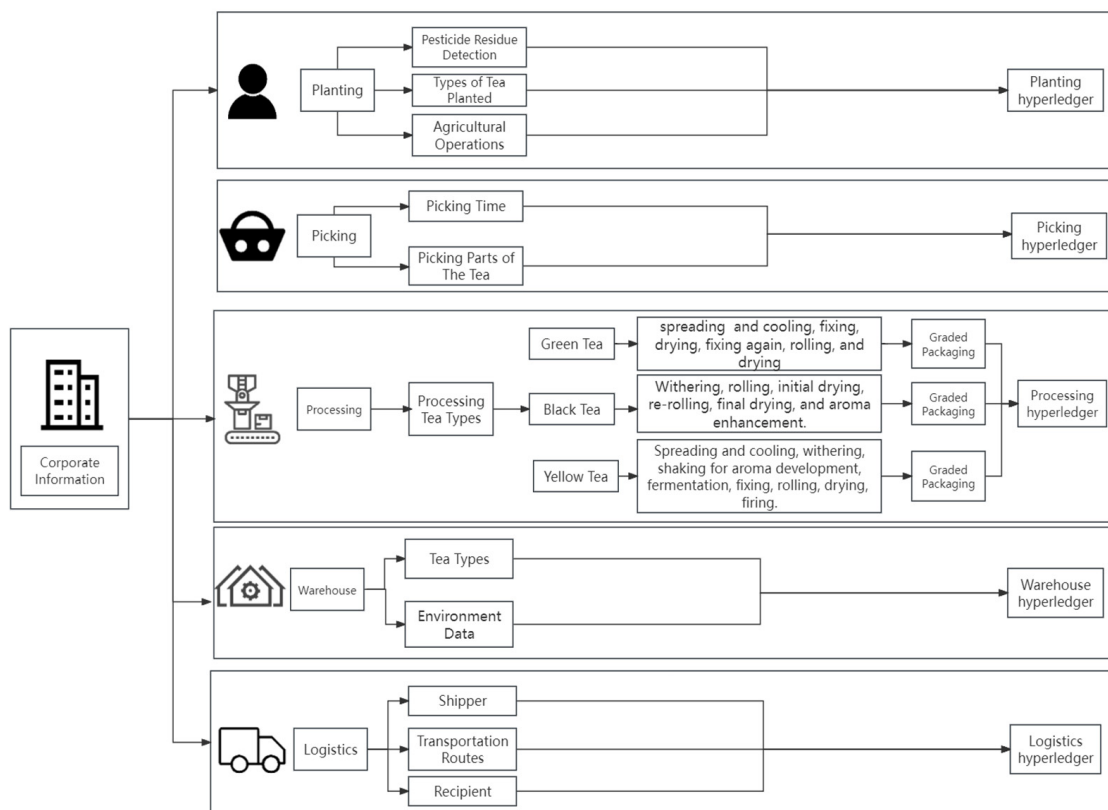 Pesticide Residue
Detection
Planting
Types of Tea
Planted
Agricultural
Operations
Planting
hyperledger
Picking Time
Picking
Picking Parts of
The Tea
Picking
hyperledger
Corporate
Information
Processing
Processing
Tea Types
Green Tea
spreading and cooling, fixing,
drying, fixing again, rolling, and
drying
Graded
Packaging
Black Tea
Withering, rolling, initial drying,
re-rolling, final drying, and aroma
enhancement.
Graded
Packaging
Yellow Tea
Spreading and cooling, withering,
shaking for aroma development,
fermentation, fixing, rolling, drying,
firing.
Graded
Packaging
Processing
hyperledger
Tea Types
Warehouse
Environment
Data
Warehouse
hyperledger
Shipper
Logistics
Transportation
Routes
Recipient
Logistics
hyperledger